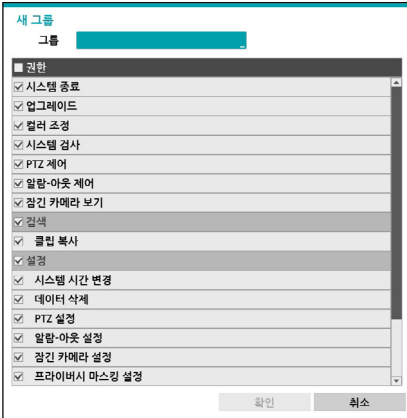 새 그룹
그룹
권한
시스템 종료
업그레이드
컬러 조정
시스템 검사
PTZ 제어
알람-아웃 제어
잠긴 카메라 보기
검색
클립 복사
설정
시스템 시간 변경
데이터 삭제
PTZ 설정
알람-아웃 설정
잠긴 카메라 설정
프라이버시 마스킹 설정
확인 취소